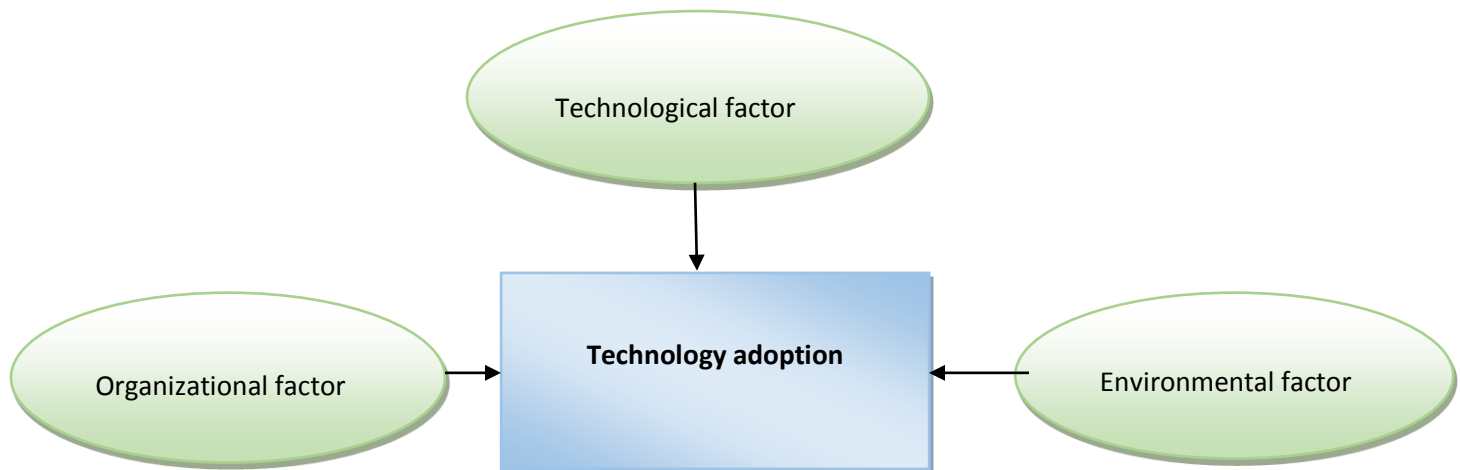 Technological factor
Technology adoption
Organizational factor
Environmental factor